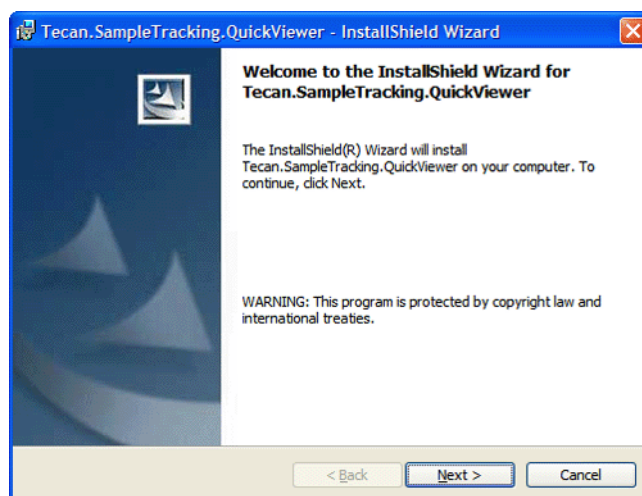 Tecan.SampleTracking.QuickViewer - InstallShield Wizard
Welcome to the InstallShield Wizard for
Tecan.SampleTracking.QuickViewer
The InstallShield(R) Wizard will install
Tecan.SampleTracking.QuickViewer on your computer. To
continue, click Next.
WARNING: This program is protected by copyright law and
international treaties.
< Back Next > Cancel